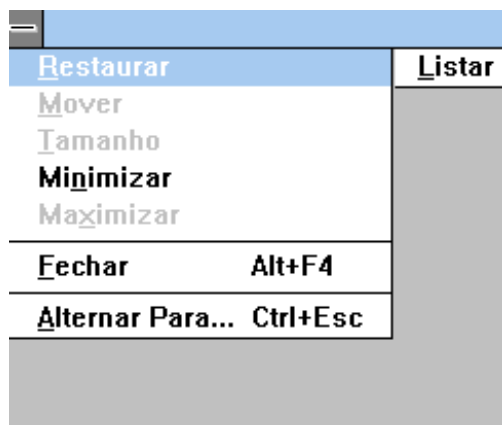 Restaurar
Listar
Mover
Tamanho
Minimizar
Maximizar
Fechar Alt+F4
Alternar Para... Ctrl+Esc